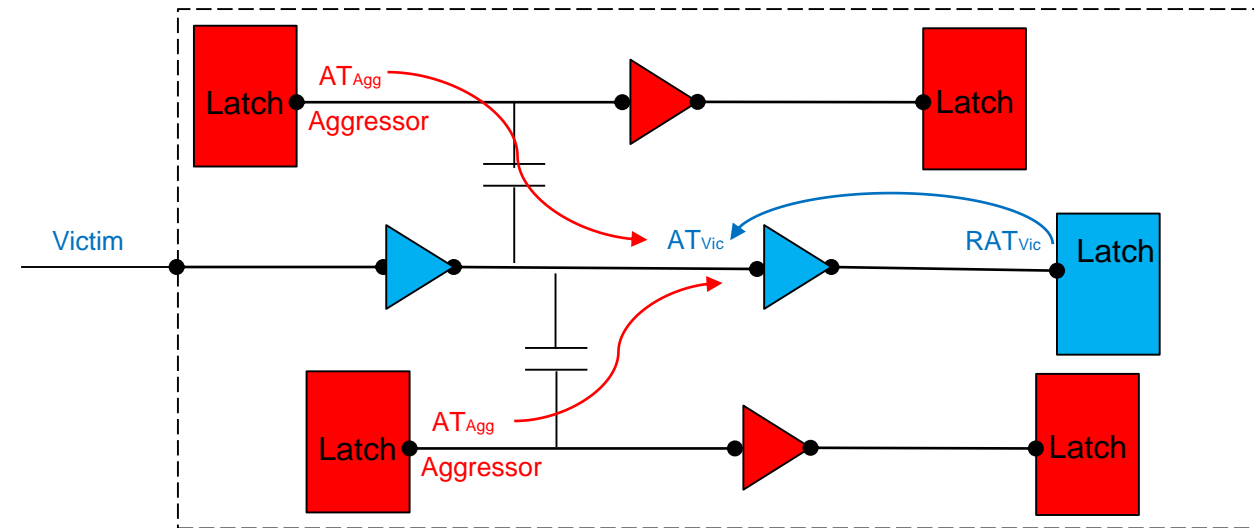 ATAgg
Latch
Latch
Aggressor
Victim
ATVic
RATVic
Latch
ATAgg
Latch
Latch
Aggressor